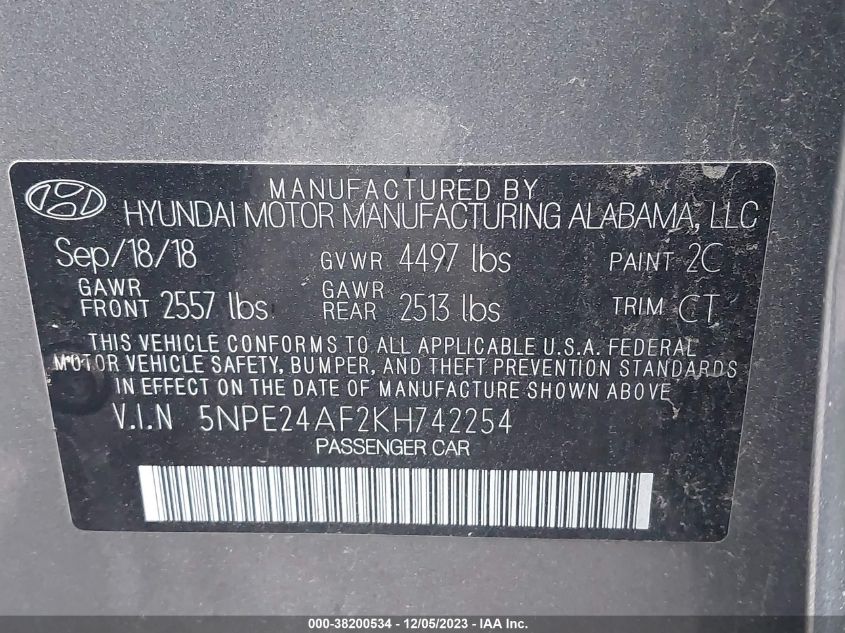 MANUFACTURED BY
HYUNDAI MOTOR MANUFACTURING ALABAMA, LLC
Sep/18/18 GVWR 4497 lbs PAINT 2C
GAWR FRONT 2557 lbs GAWR REAR 2513 lbs TRIM CT
THIS VEHICLE CONFORMS TO ALL APPLICABLE U.S.A. FEDERAL
MOTOR VEHICLE SAFETY, BUMPER, AND THEFT PREVENTION STANDARDS
IN EFFECT ON THE DATE OF MANUFACTURE SHOWN ABOVE
V.I.N 5NPE24AF2KH742254
PASSENGER CAR
000-38200534 - 12/05/2023 - IAA Inc.